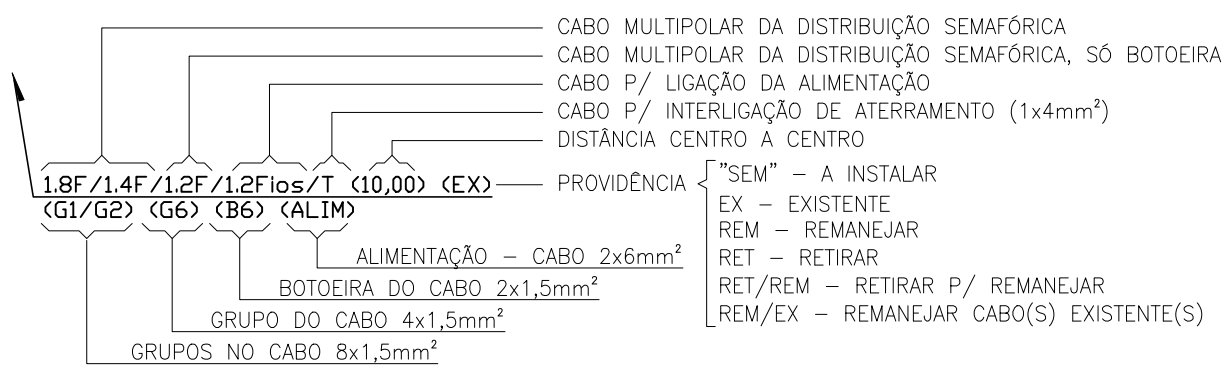 CABO MULTIPOLAR DA DISTRIBUIÇÃO SEMAFÓRICA
CABO MULTIPOLAR DA DISTRIBUIÇÃO SEMAFÓRICA, SÓ BOTOEIRA
CABO P/ LIGAÇÃO DA ALIMENTAÇÃO
CABO P/ INTERLIGAÇÃO DE ATERRAMENTO (1x4mm²)
DISTÂNCIA CENTRO A CENTRO
1.8F/1.4F/1.2F/1.2Fios/T (10,00) (EX)
(G1/G2) (G6) (B6) (ALIM)
PROVIDÊNCIA
"SEM" – A INSTALAR
EX – EXISTENTE
REM – REMANEJAR
RET – RETIRAR
RET/REM – RETIRAR P/ REMANEJAR
REM/EX – REMANEJAR CABO(S) EXISTENTE(S)
ALIMENTAÇÃO – CABO 2x6mm²
BOTOEIRA DO CABO 2x1,5mm²
GRUPO DO CABO 4x1,5mm²
GRUPOS NO CABO 8x1,5mm²